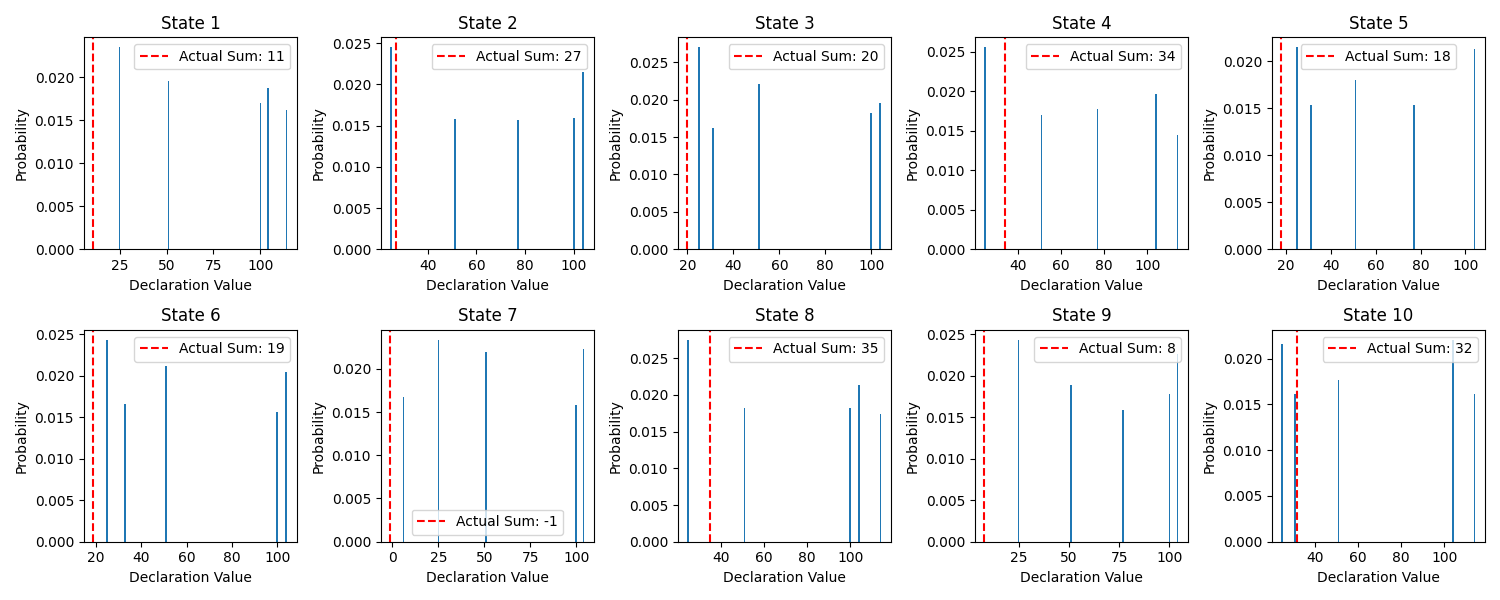 State 1
Actual Sum: 11
0.020
0.015
0.010
0.005
0.000
Probability
25 50 75 100
Declaration Value
State 2
Actual Sum: 27
0.025
0.020
0.015
0.010
0.005
0.000
Probability
40 60 80 100
Declaration Value
State 3
Actual Sum: 20
0.025
0.020
0.015
0.010
0.005
0.000
Probability
20 40 60 80 100
Declaration Value
State 4
Actual Sum: 34
0.025
0.020
0.015
0.010
0.005
0.000
Probability
40 60 80 100
Declaration Value
State 5
Actual Sum: 18
0.020
0.015
0.010
0.005
0.000
Probability
20 40 60 80 100
Declaration Value
State 6
Actual Sum: 19
0.025
0.020
0.015
0.010
0.005
0.000
Probability
20 40 60 80 100
Declaration Value
State 7
0.020
0.015
0.010
0.005
0.000
Probability
Actual Sum: -1
0 25 50 75 100
Declaration Value
State 8
Actual Sum: 35
0.025
0.020
0.015
0.010
0.005
0.000
Probability
40 60 80 100
Declaration Value
State 9
Actual Sum: 8
0.025
0.020
0.015
0.010
0.005
0.000
Probability
25 50 75 100
Declaration Value
State 10
Actual Sum: 32
0.020
0.015
0.010
0.005
0.000
Probability
40 60 80 100
Declaration Value